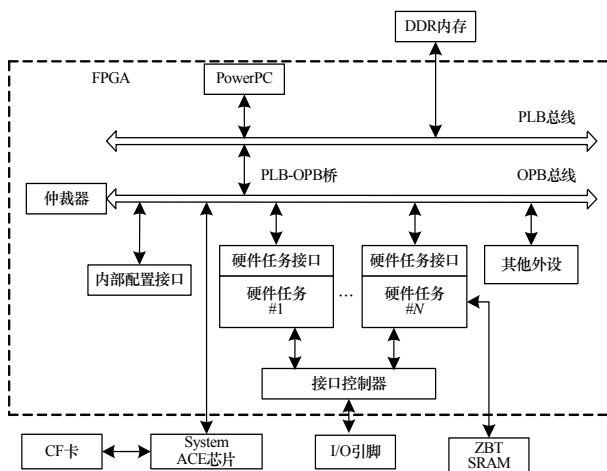 DDR内存
FPGA
PowerPC
PLB总线
PLB-OPB桥
OPB总线
仲裁器
内部配置接口
硬件任务接口
硬件任务
#1
…
硬件任务接口
硬件任务
#N
其他外设
接口控制器
CF卡
System
ACE芯片
I/O引脚
ZBT
SRAM